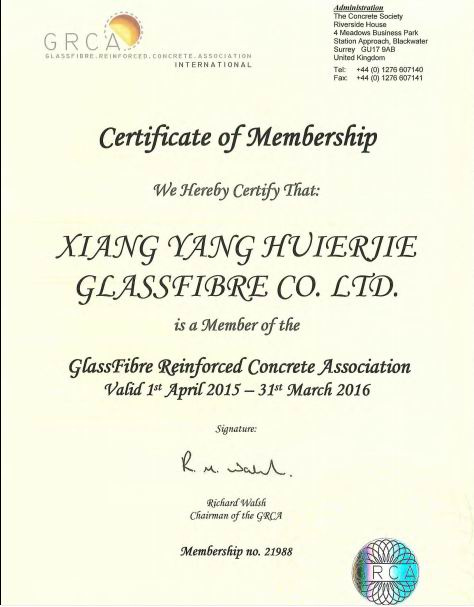 GRCA
GLASSFIBRE.REINFORCED.CONCRETE.ASSOCIATION
INTERNATIONAL
Administration
The Concrete Society
Riverside House
4 Meadows Business Park
Station Approach, Blackwater
Surrey GU17 9AB
United Kingdom
Tel: +44 (0) 1276 607140
Fax: +44 (0) 1276 607141
Certificate of Membership
We Hereby Certify That:
XIANG YANG HUIERJIE
GLASSFIBRE CO. LTD.
is a Member of the
GlassFibre Reinforced Concrete Association
Valid 1st April 2015 – 31st March 2016
Signature:
R. M. Walsh.
Richard Walsh
Chairman of the GRCA
Membership no. 21988
GRCA